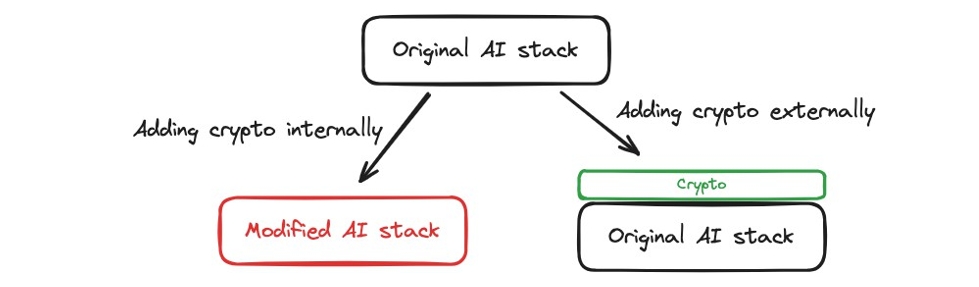 Original AI stack
Adding crypto internally
Adding crypto externally
Crypto
Modified AI stack
Original AI stack